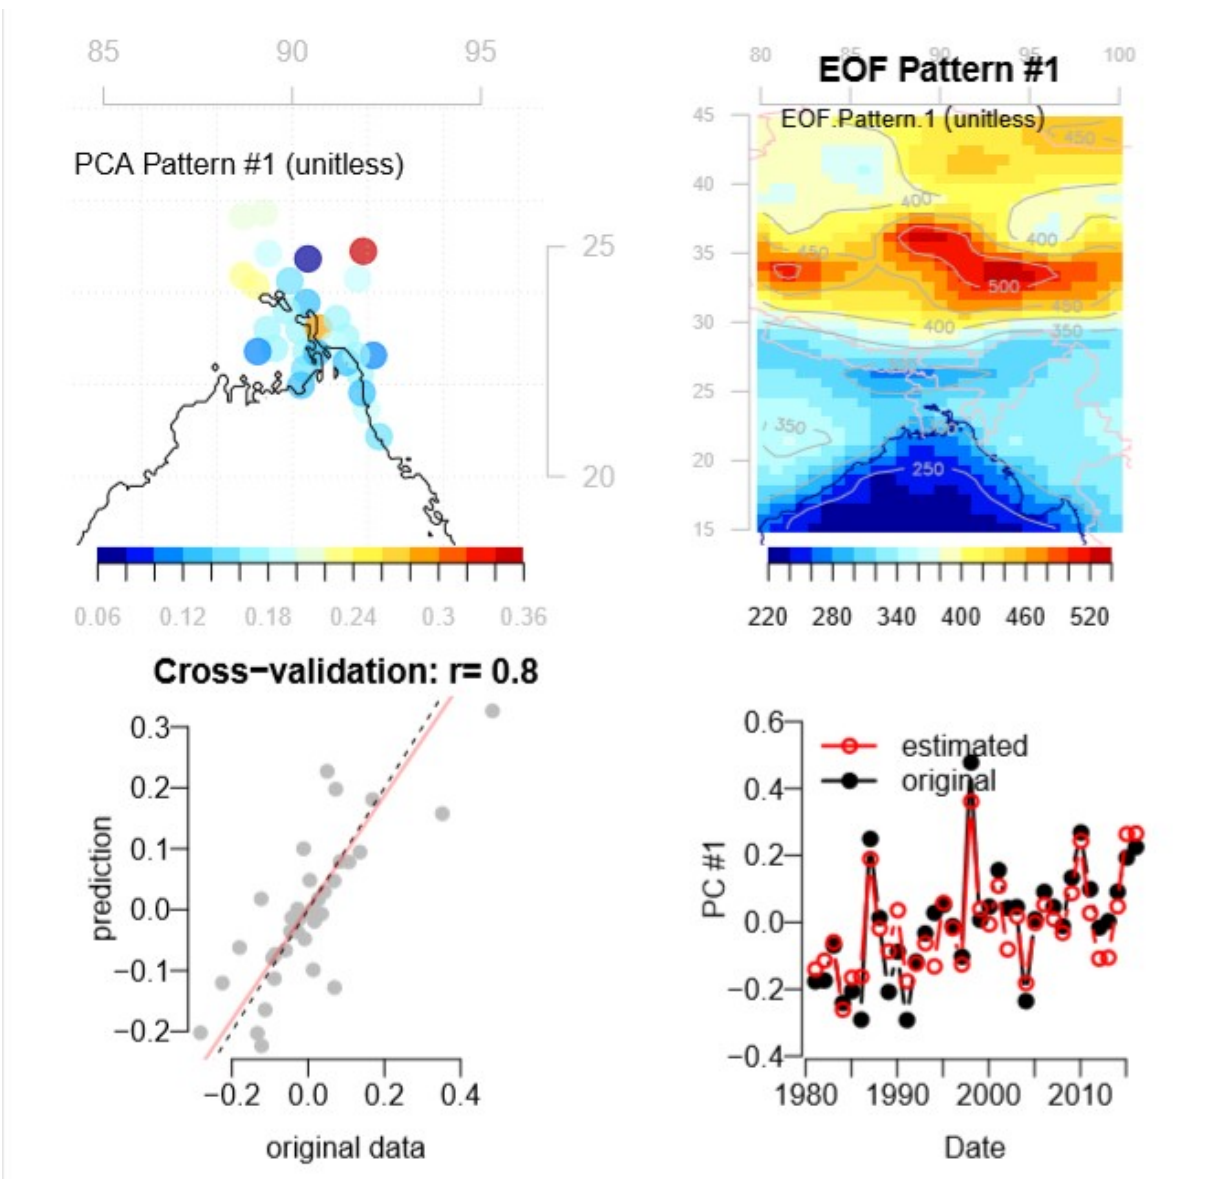 85 90 95
PCA Pattern #1 (unitless)
25
20
0.06 0.12 0.18 0.24 0.3 0.36
80 85 90 95 100
EOF Pattern #1
EOF.Pattern.1 (unitless)
45
40
35
30
25
20
15
450
400
400
450
500
450
400
350
350
250
220 280 340 400 460 520
Cross−validation: r= 0.8
0.3
0.2
0.1
0.0
−0.1
−0.2
prediction
−0.2 0.0 0.2 0.4
original data
0.6
0.4
0.2
0.0
−0.2
−0.4
PC #1
estimated
original
1980 1990 2000 2010
Date